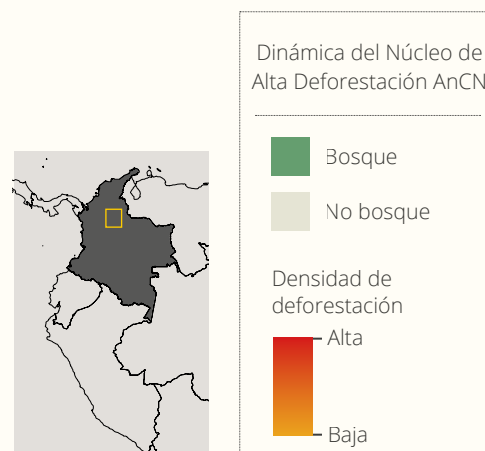 Dinámica del Núcleo de
Alta Deforestación AnCN
Bosque
No bosque
Densidad de
deforestación
Alta
Baja